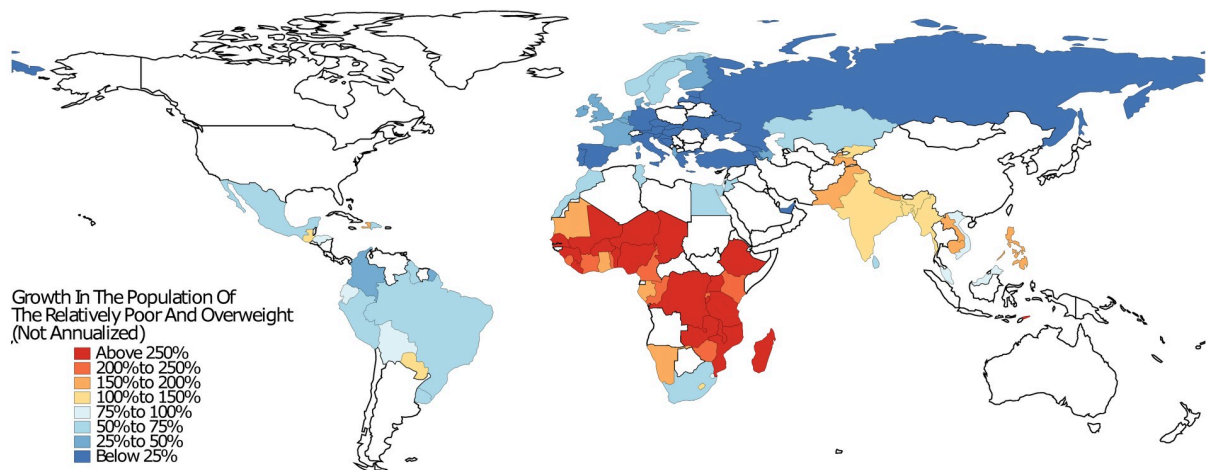 Growth In The Population Of
The Relatively Poor And Overweight
(Not Annualized)
Above 250%
200%to 250%
150%to 200%
100%to 150%
75%to 100%
50%to 75%
25%to 50%
Below 25%